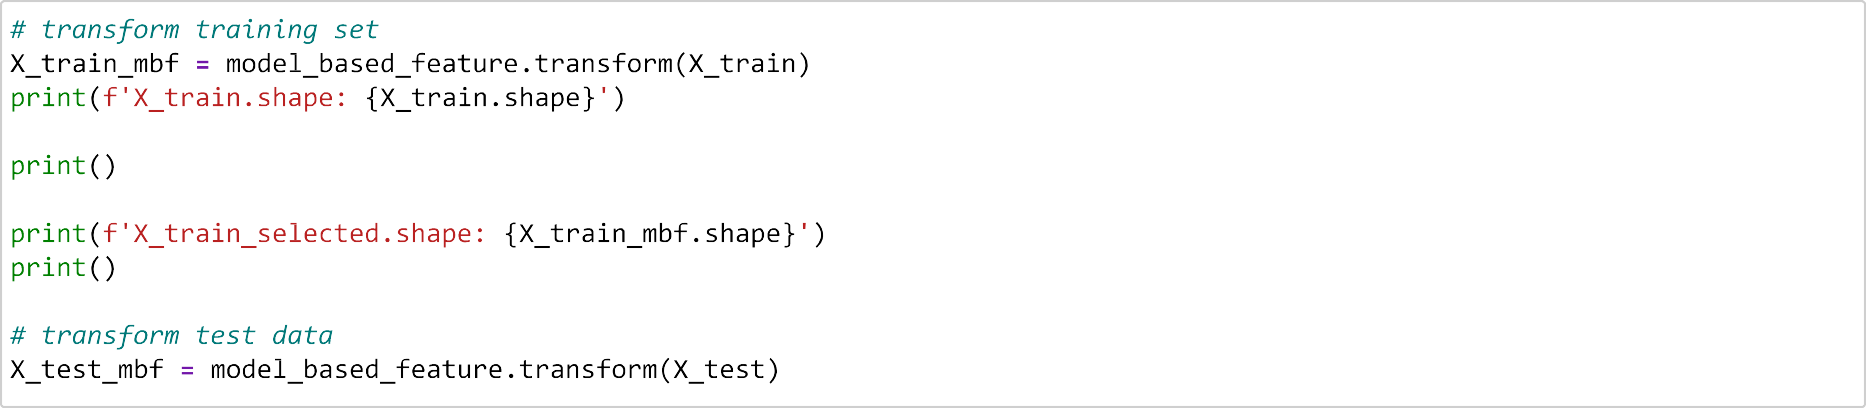 # transform training set
X_train_mbf = model_based_feature.transform(X_train)
print(f'X_train.shape: {X_train.shape}')
print()
print(f'X_train_selected.shape: {X_train_mbf.shape}')
print()
# transform test data
X_test_mbf = model_based_feature.transform(X_test)